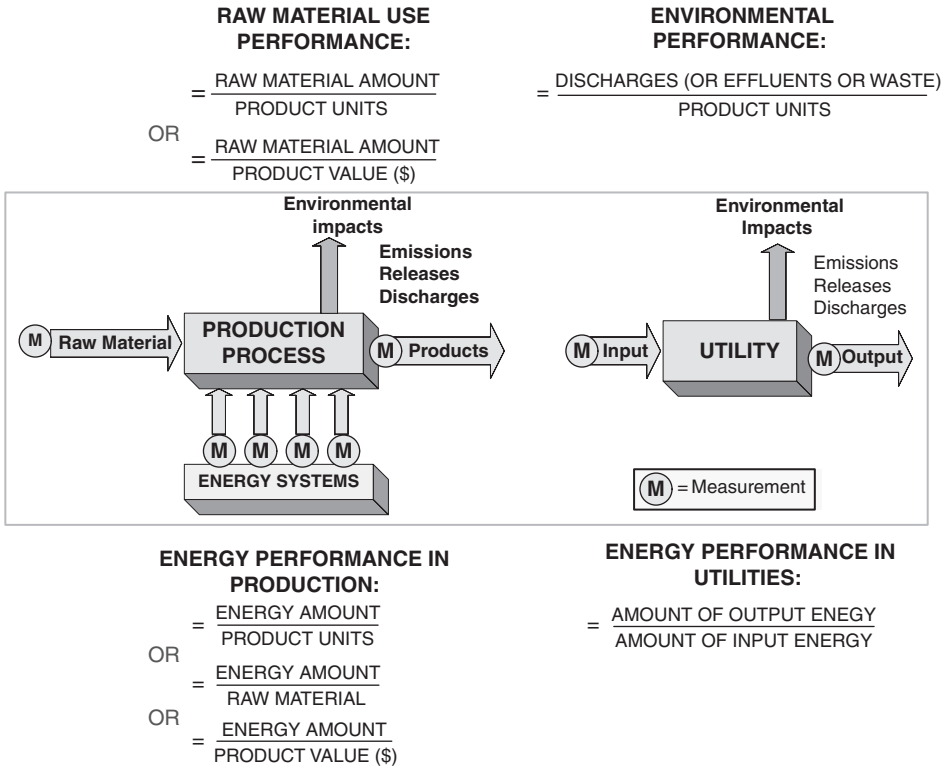 RAW MATERIAL USE
PERFORMANCE:
= RAW MATERIAL AMOUNT
PRODUCT UNITS
OR
= RAW MATERIAL AMOUNT
PRODUCT VALUE ($)
ENVIRONMENTAL
PERFORMANCE:
= DISCHARGES (OR EFFLUENTS OR WASTE)
PRODUCT UNITS
Environmental
impacts
Emissions
Releases
Discharges
M Raw Material
PRODUCTION
PROCESS
M Products
M M M M
ENERGY SYSTEMS
Environmental
Impacts
Emissions
Releases
Discharges
M Input
UTILITY
M Output
M = Measurement
ENERGY PERFORMANCE IN
PRODUCTION:
= ENERGY AMOUNT
PRODUCT UNITS
OR
= ENERGY AMOUNT
RAW MATERIAL
OR
= ENERGY AMOUNT
PRODUCT VALUE ($)
ENERGY PERFORMANCE IN
UTILITIES:
= AMOUNT OF OUTPUT ENEGY
AMOUNT OF INPUT ENERGY